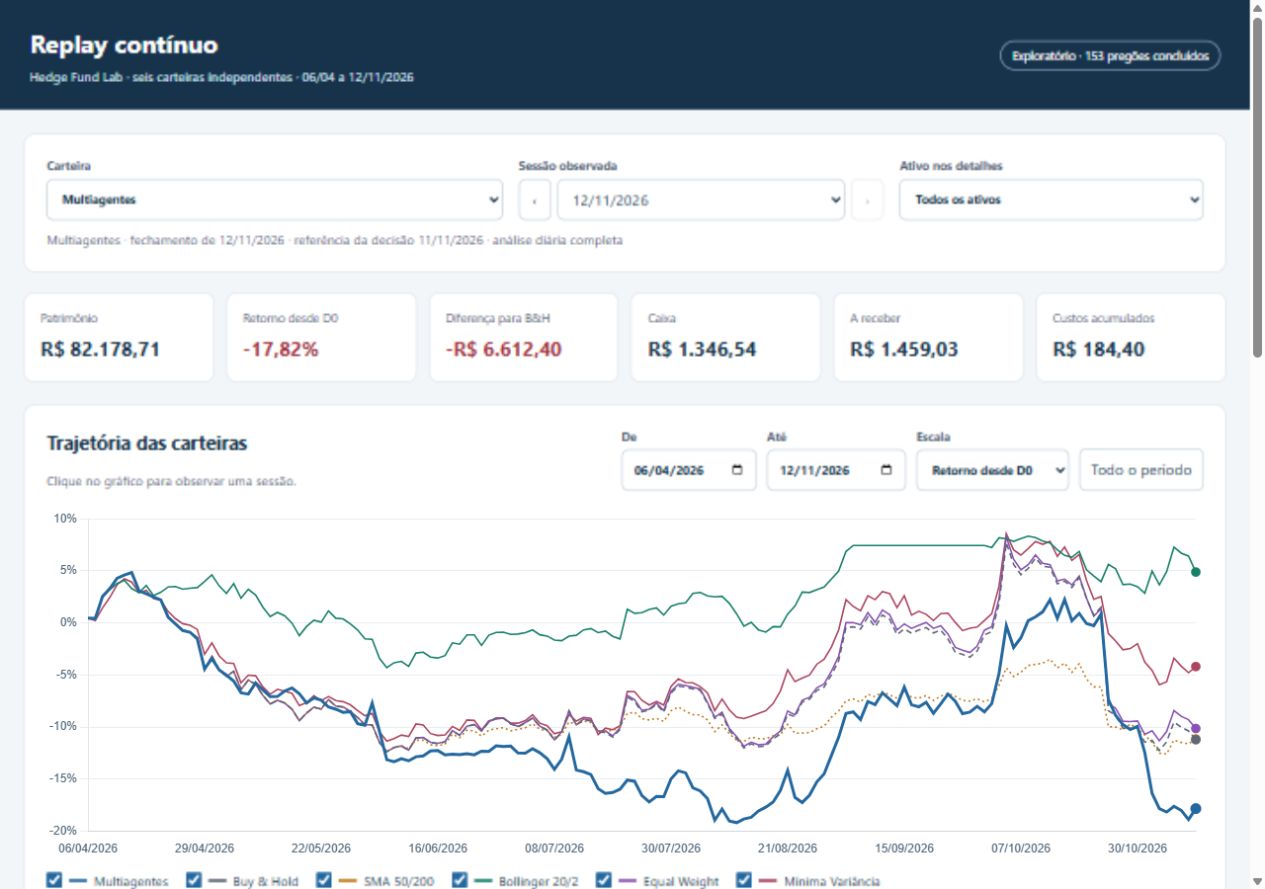 Replay contínuo
Hedge Fund Lab · seis carteiras independentes · 06/04 a 12/11/2026
Exploratório · 153 pregões concluídos
Carteira
Sessão observada
Ativo nos detalhes
Multiagentes
‹
12/11/2026
›
Todos os ativos
Multiagentes · fechamento de 12/11/2026 · referência da decisão 11/11/2026 · análise diária completa
Patrimônio
R$ 82.178,71
Retorno desde D0
-17,82%
Diferença para B&H
-R$ 6.612,40
Caixa
R$ 1.346,54
A receber
R$ 1.459,03
Custos acumulados
R$ 184,40
Trajetória das carteiras
Clique no gráfico para observar uma sessão.
De
06/04/2026
Até
12/11/2026
Escala
Retorno desde D0
Todo o período
10%
5%
0%
-5%
-10%
-15%
-20%
06/04/2026 29/04/2026 22/05/2026 16/06/2026 08/07/2026 30/07/2026 21/08/2026 15/09/2026 07/10/2026 30/10/2026
Multiagentes Buy & Hold SMA 50/200 Bollinger 20/2 Equal Weight Mínima Variância